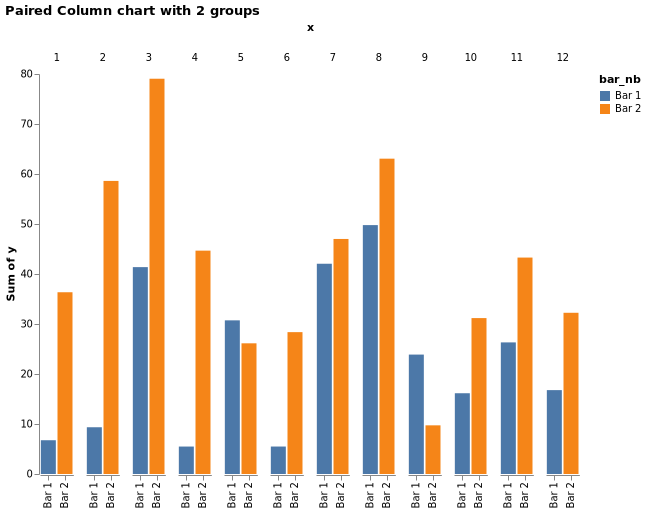 Paired Column chart with 2 groups
x
1 2 3 4 5 6 7 8 9 10 11 12
bar_nb
Bar 1
Bar 2
Sum of y
80
70
60
50
40
30
20
10
0
Bar 1 Bar 2 Bar 1 Bar 2 Bar 1 Bar 2 Bar 1 Bar 2 Bar 1 Bar 2 Bar 1 Bar 2 Bar 1 Bar 2 Bar 1 Bar 2 Bar 1 Bar 2 Bar 1 Bar 2 Bar 1 Bar 2 Bar 1 Bar 2